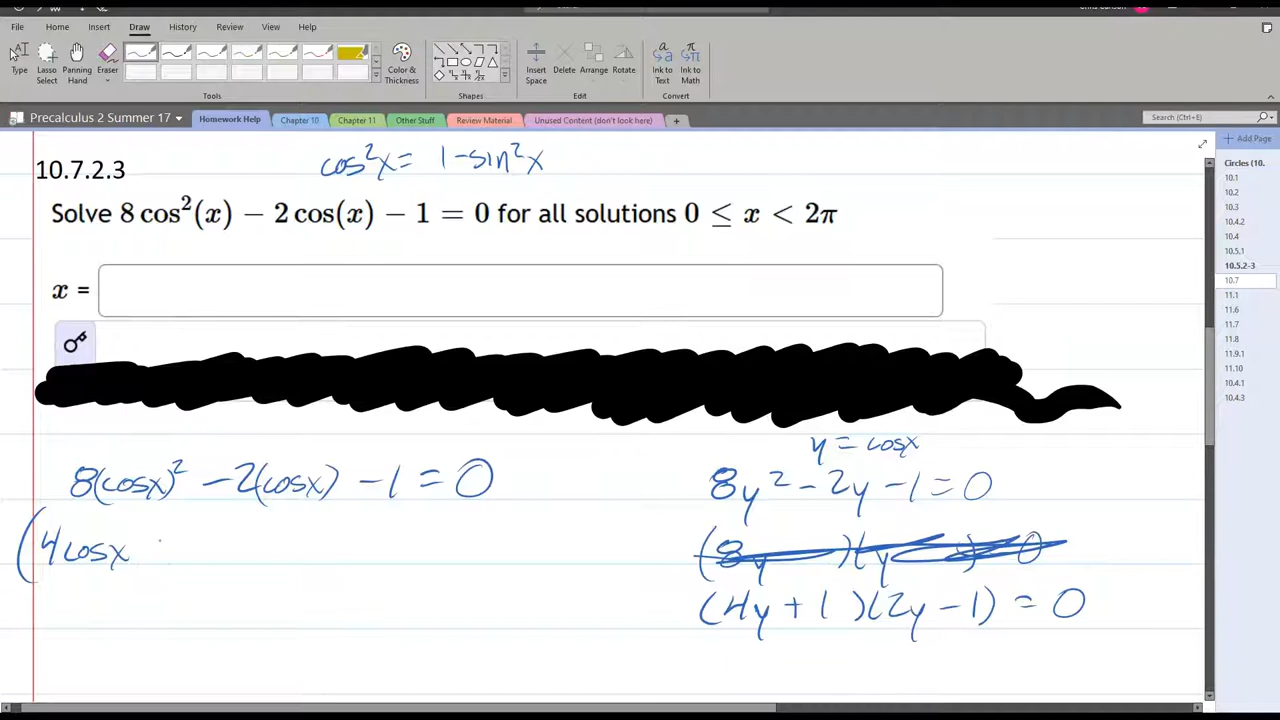 File Home Insert Draw History Review View Help
Type Lasso Select Panning Hand Eraser Color & Thickness Insert Space Delete Arrange Rotate Ink to Text Ink to Math
Tools Shapes Edit Convert
Precalculus 2 Summer 17 Homework Help Chapter 10 Chapter 11 Other Stuff Review Material Unused Content (don't look here) Search (Ctrl+E)
Add Page
Circles (10.
10.1
10.2
10.3
10.4.2
10.4
10.5.1
10.5.2-3
10.7
11.1
11.6
11.7
11.8
11.9.1
11.10
10.4.1
10.4.3
cos²x = 1-sin²x
10.7.2.3
Solve 8 cos²(x) − 2 cos(x) − 1 = 0 for all solutions 0 ≤ x < 2π
x =
y = cosx
8(cosx)² - 2(cosx) - 1 = 0
8y² - 2y - 1 = 0
(4cosx
(8y )(y ) 0
(4y + 1)(2y - 1) = 0